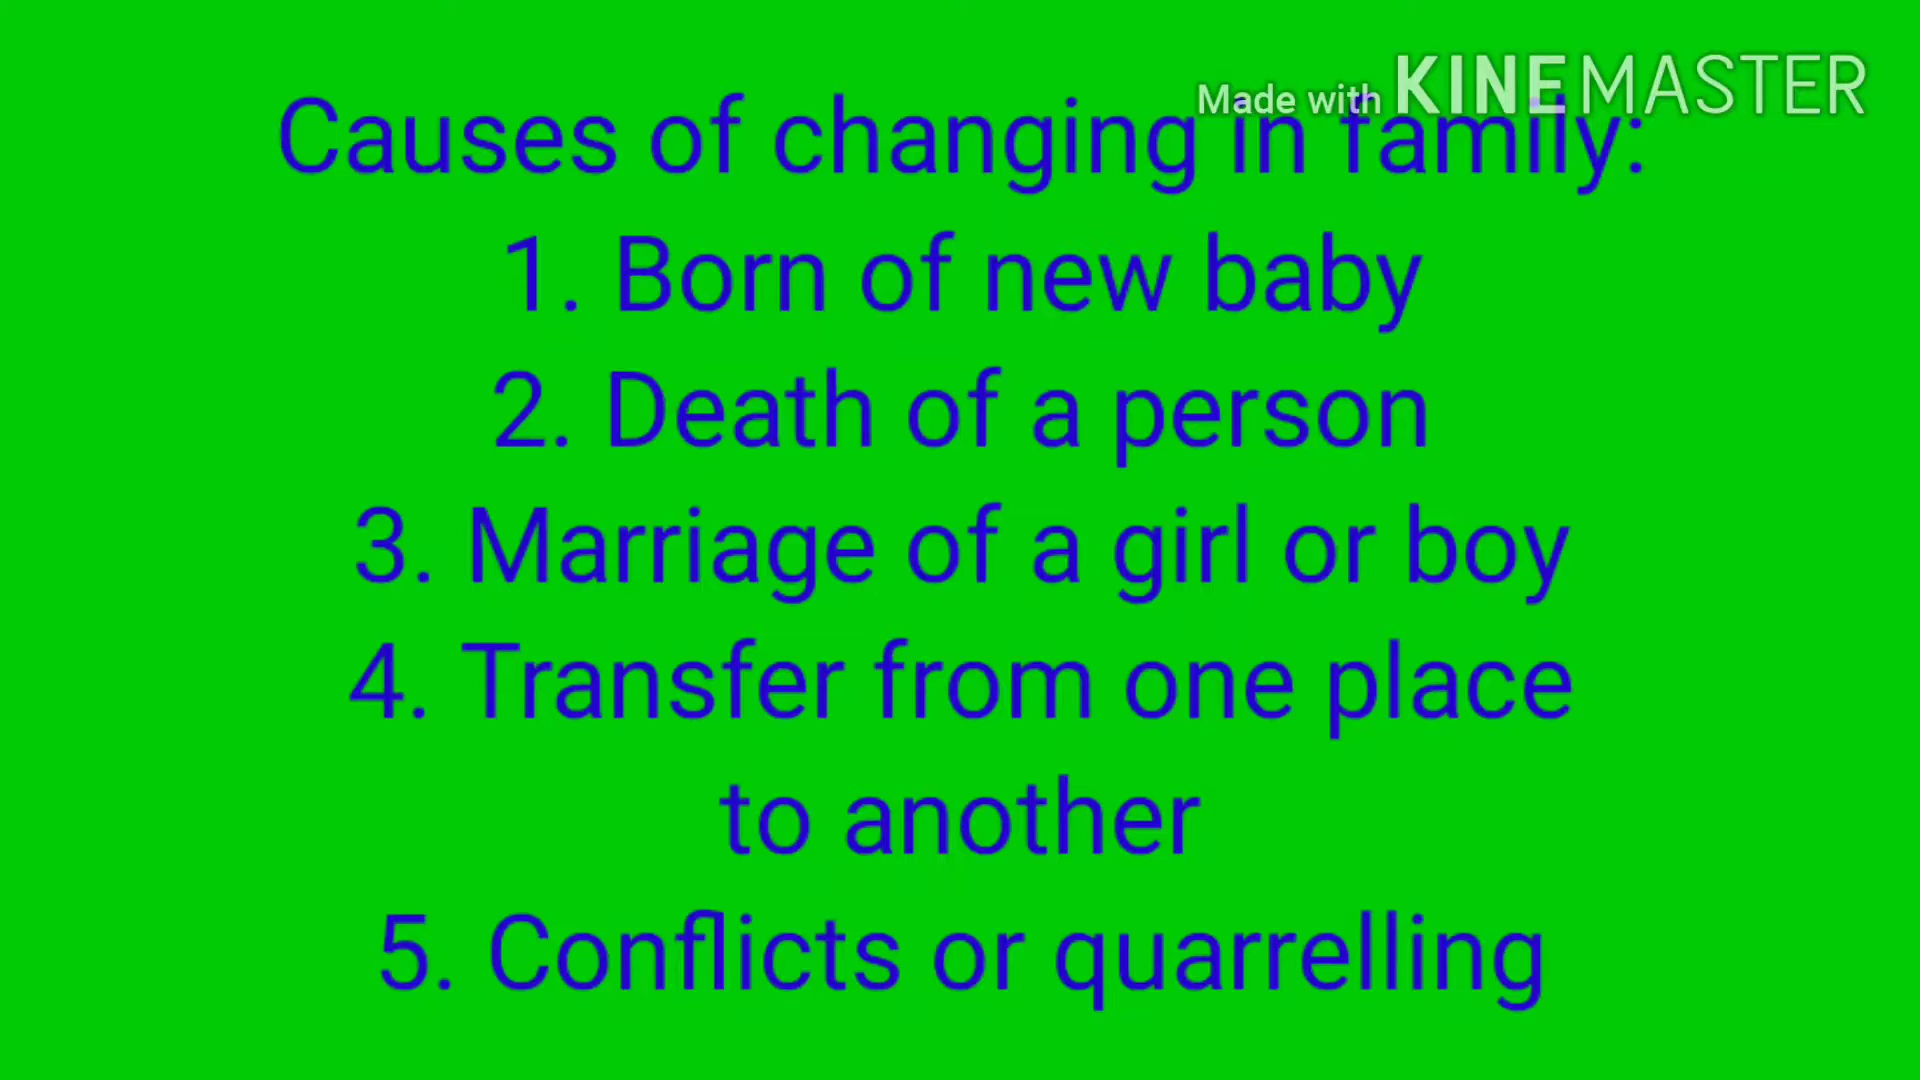 Made with KINEMASTER
Causes of changing in family:
1. Born of new baby
2. Death of a person
3. Marriage of a girl or boy
4. Transfer from one place
to another
5. Conflicts or quarrelling